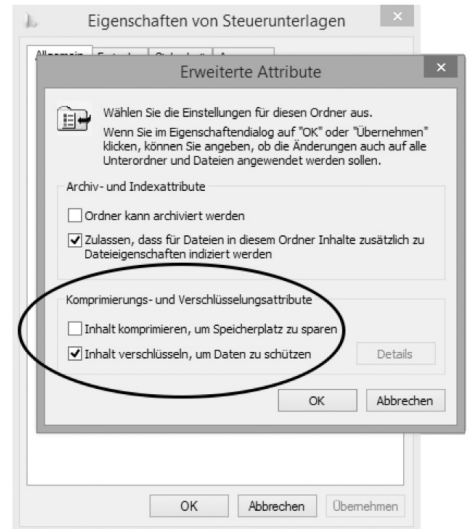 Eigenschaften von Steuerunterlagen
Erweiterte Attribute
Wählen Sie die Einstellungen für diesen Ordner aus.
Wenn Sie im Eigenschaftendialog auf "OK" oder "Übernehmen"
klicken, können Sie angeben, ob die Änderungen auch auf alle
Unterordner und Dateien angewendet werden sollen.
Archiv- und Indexattribute
Ordner kann archiviert werden
Zulassen, dass für Dateien in diesem Ordner Inhalte zusätzlich zu
Dateieigenschaften indiziert werden
Komprimierungs- und Verschlüsselungsattribute
Inhalt komprimieren, um Speicherplatz zu sparen
Inhalt verschlüsseln, um Daten zu schützen
Details
OK Abbrechen
OK Abbrechen Übernehmen